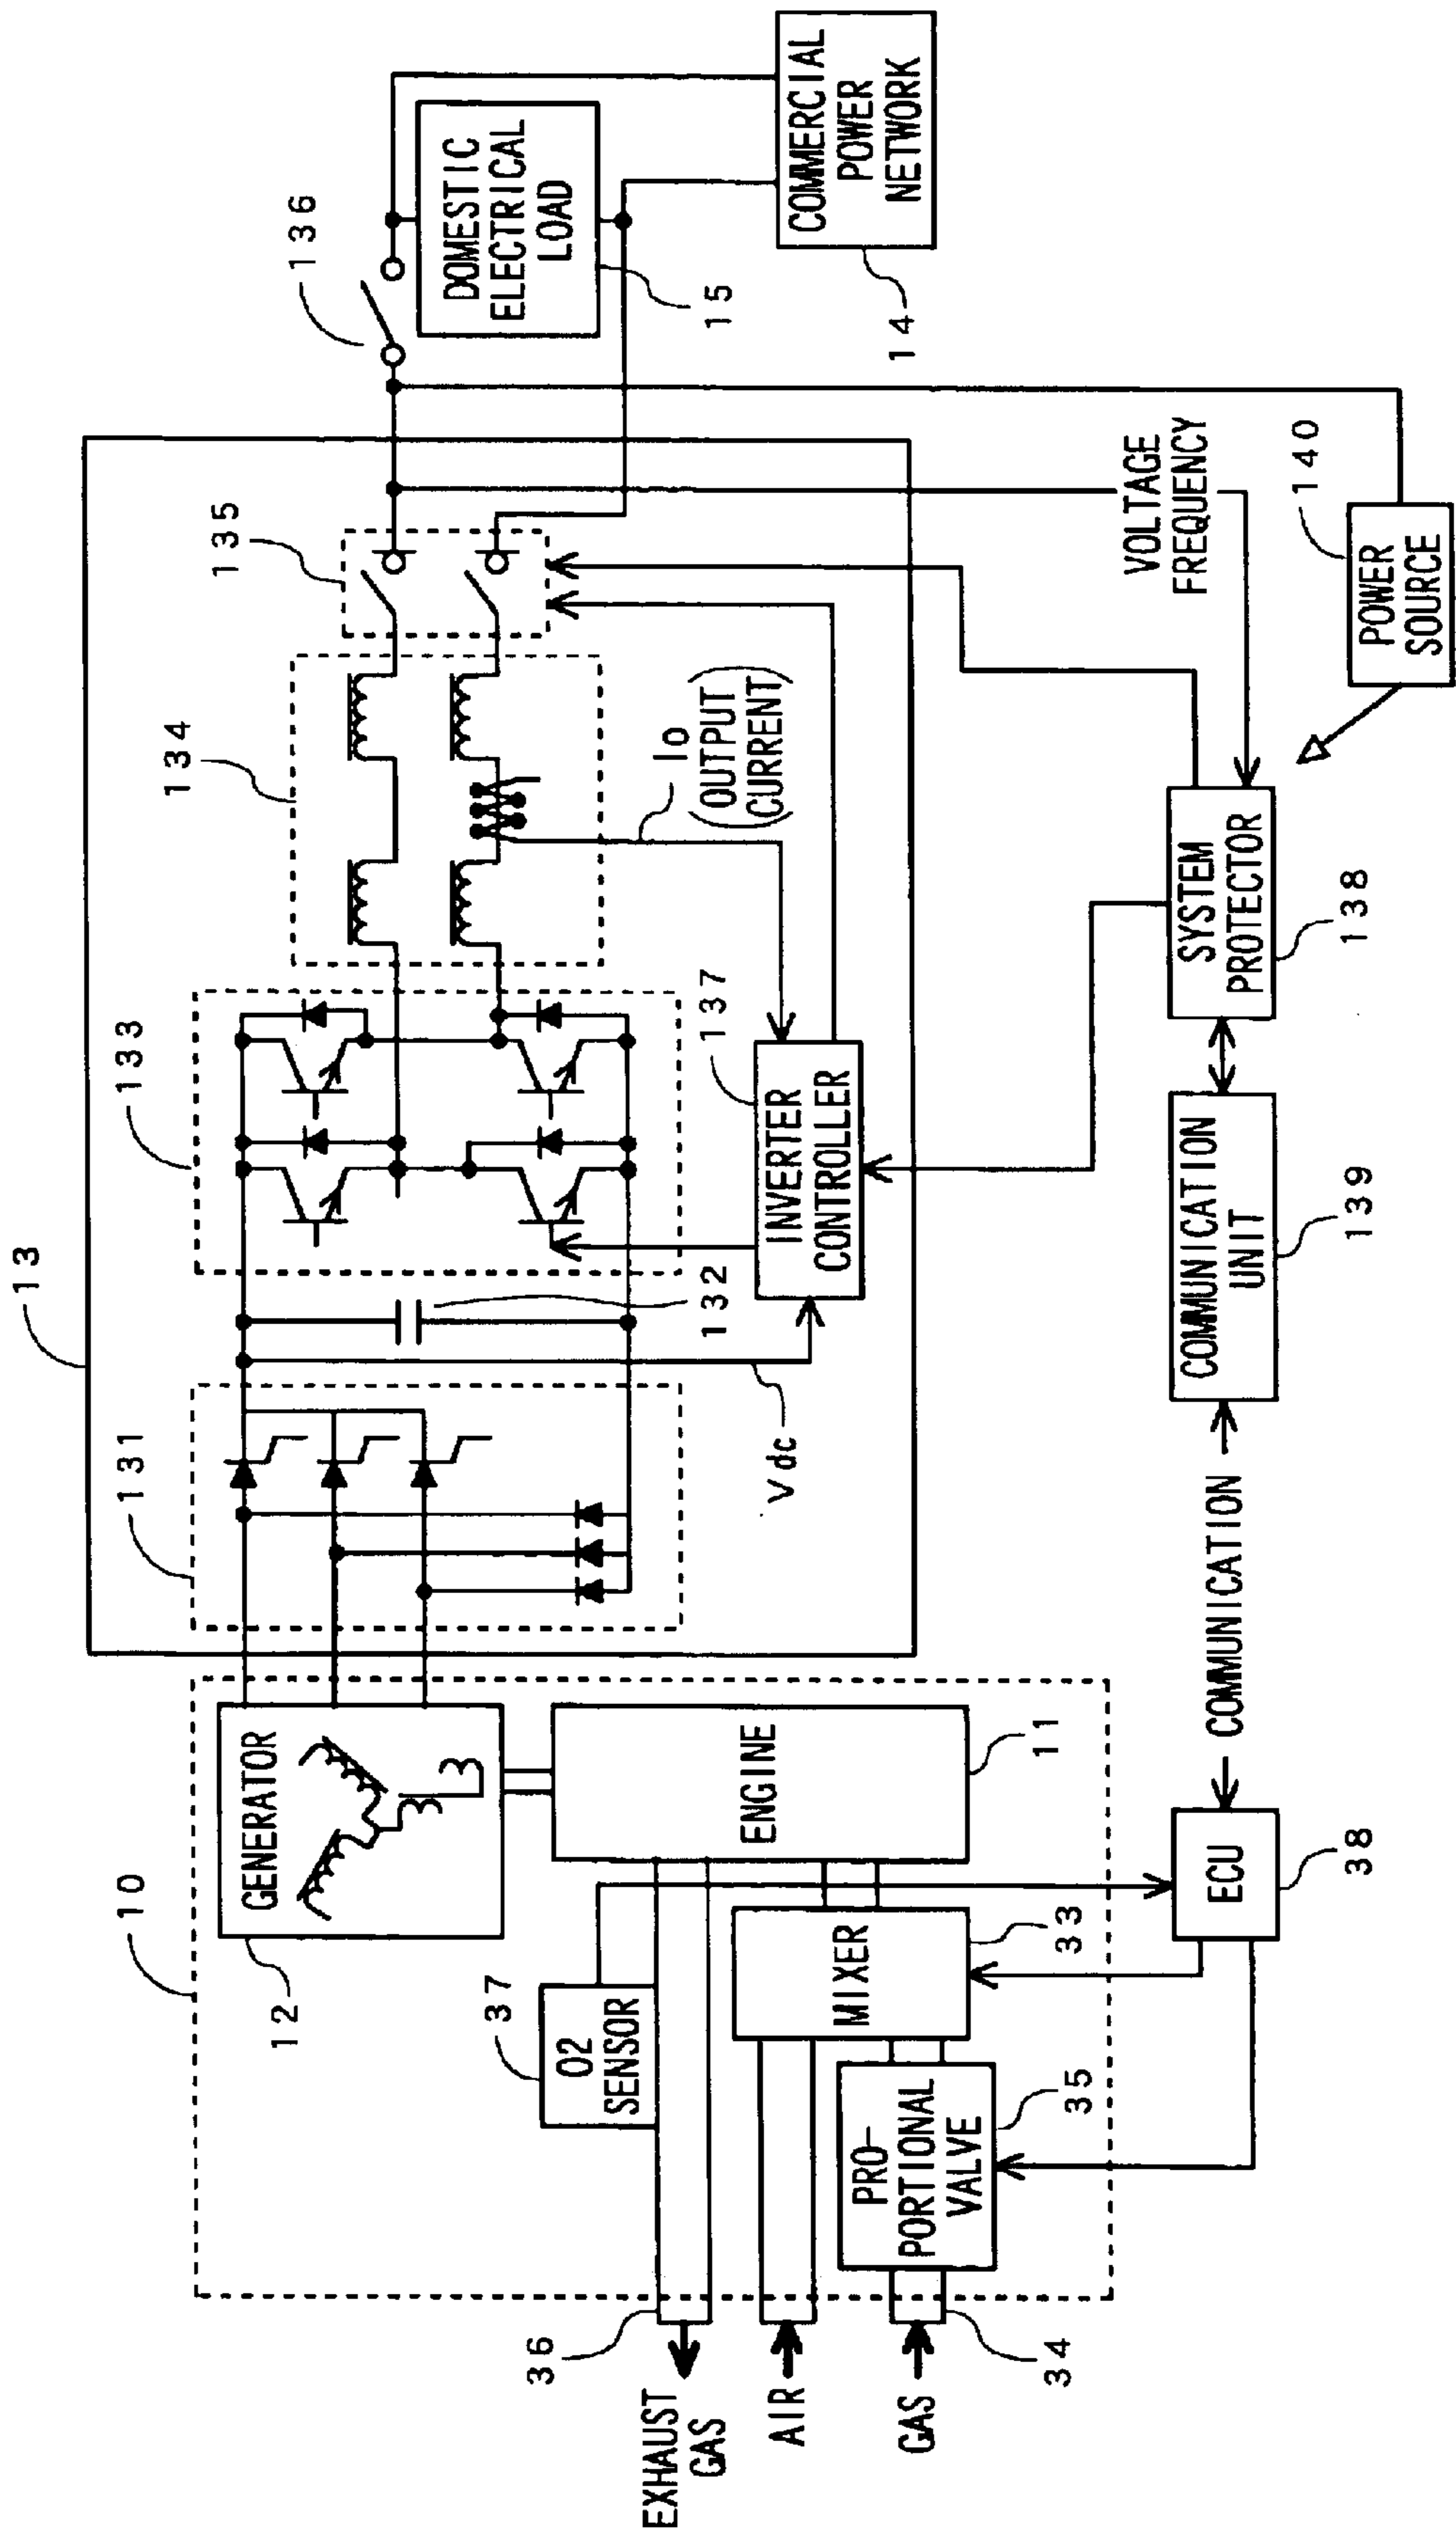 13
10
12
GENERATOR
131
133
134
135
136
132
Vdc
137
INVERTER
CONTROLLER
Io
(OUTPUT
CURRENT)
DOMESTIC
ELECTRICAL
LOAD
15
COMMERCIAL
POWER
NETWORK
14
37
O2
SENSOR
ENGINE
11
MIXER
33
PRO-
PORTIONAL
VALVE
35
36
EXHAUST
GAS
AIR
GAS
34
ECU
38
COMMUNICATION
COMMUNICATION
UNIT
139
SYSTEM
PROTECTOR
138
VOLTAGE
FREQUENCY
POWER
SOURCE
140